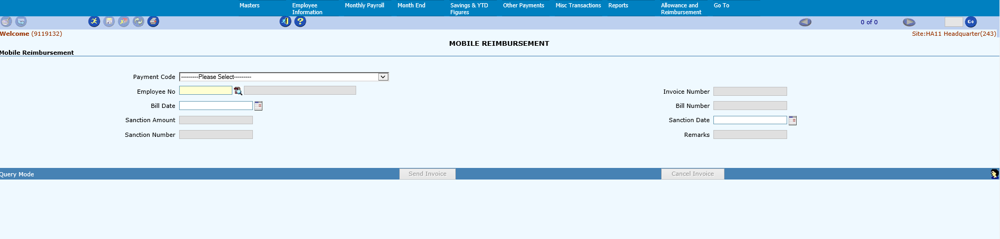 Masters Employee Monthly Payroll Month End Savings & YTD Other Payments Misc Transactions Reports Allowance and Go To
Information Figures Reimbursement
? 0 of 0 Go
Welcome (9119132) Site:HA11 Headquarter(243)
MOBILE REIMBURSEMENT
Mobile Reimbursement
Payment Code ---------Please Select---------
Employee No Invoice Number
Bill Date Bill Number
Sanction Amount Sanction Date
Sanction Number Remarks
Query Mode Send Invoice Cancel Invoice